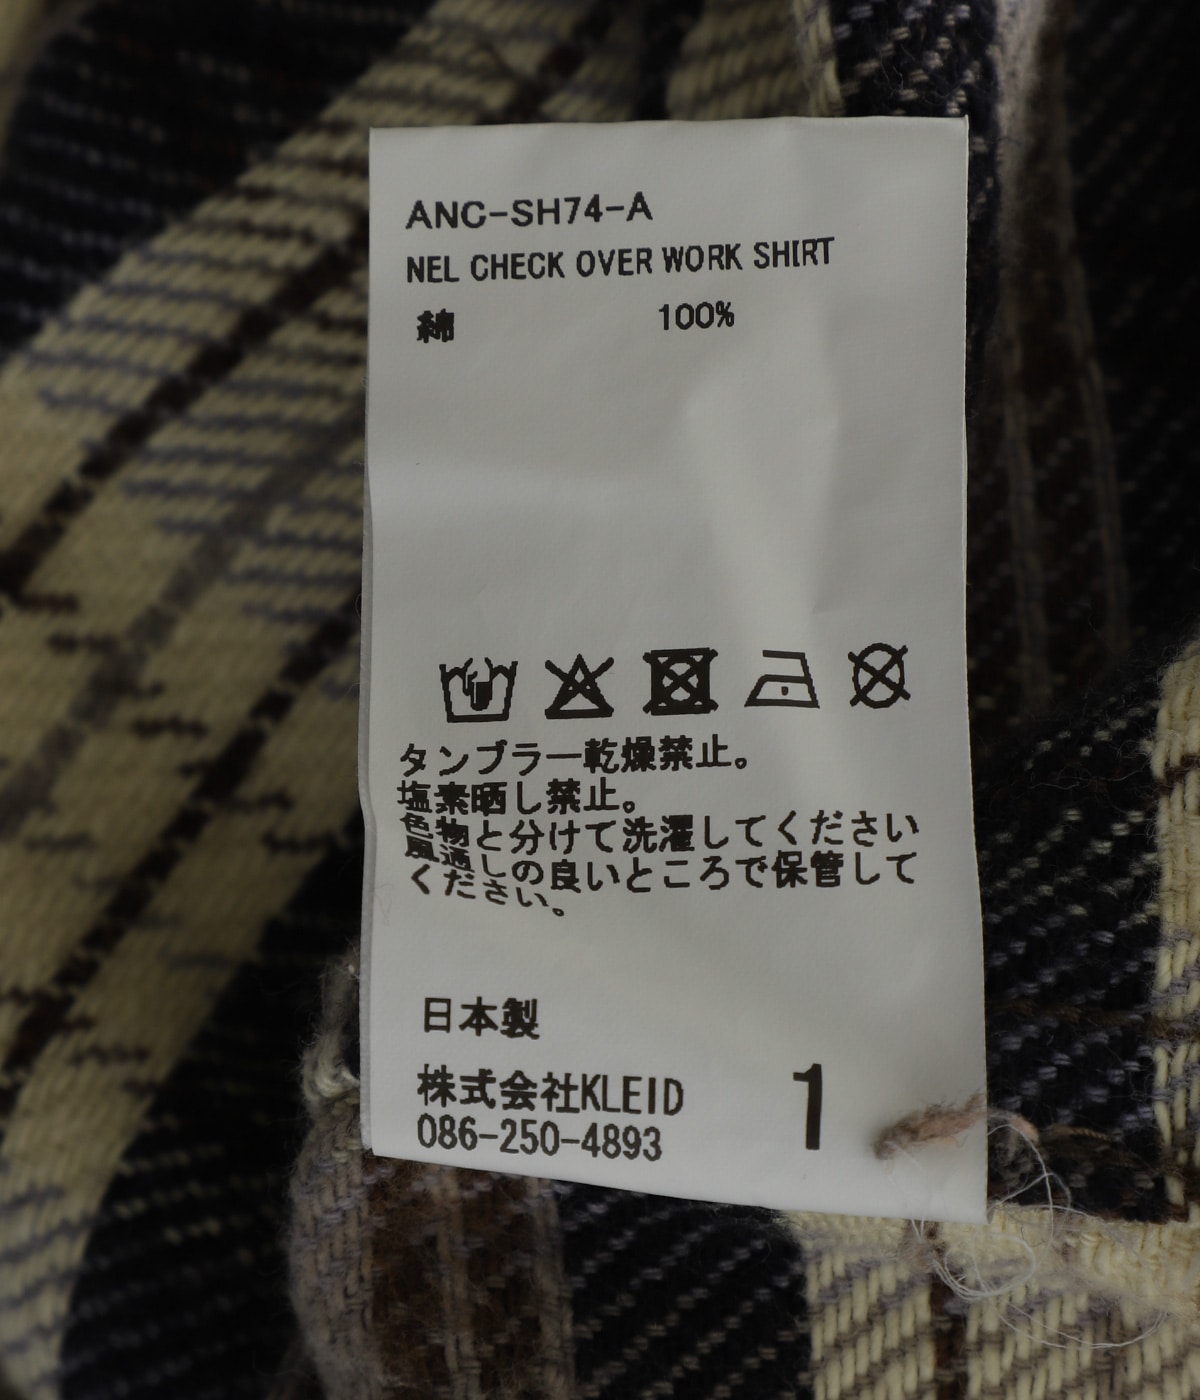 ANC-SH74-A
NEL CHECK OVER WORK SHIRT
綿 100%
タンブラー乾燥禁止。
塩素晒し禁止。
色物と分けて洗濯してください
風通しの良いところで保管して
ください。
日本製
株式会社KLEID
086-250-4893
1